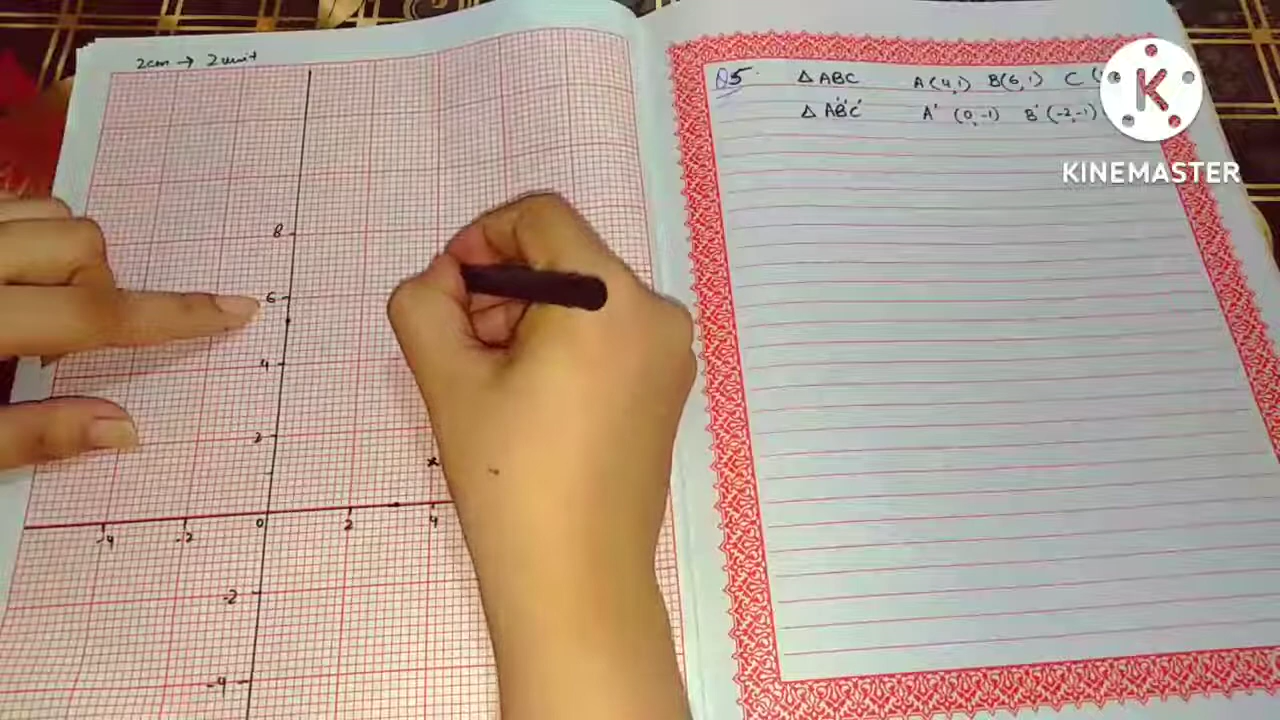 2cm → 2 unit
8
6
4
2
-4 -2 0 2 4
-2
-4
Q5. Δ ABC A(4,1) B(6,1) C (
Δ A'B'C' A' (0,-1) B' (-2,-1)
K
KINEMASTER